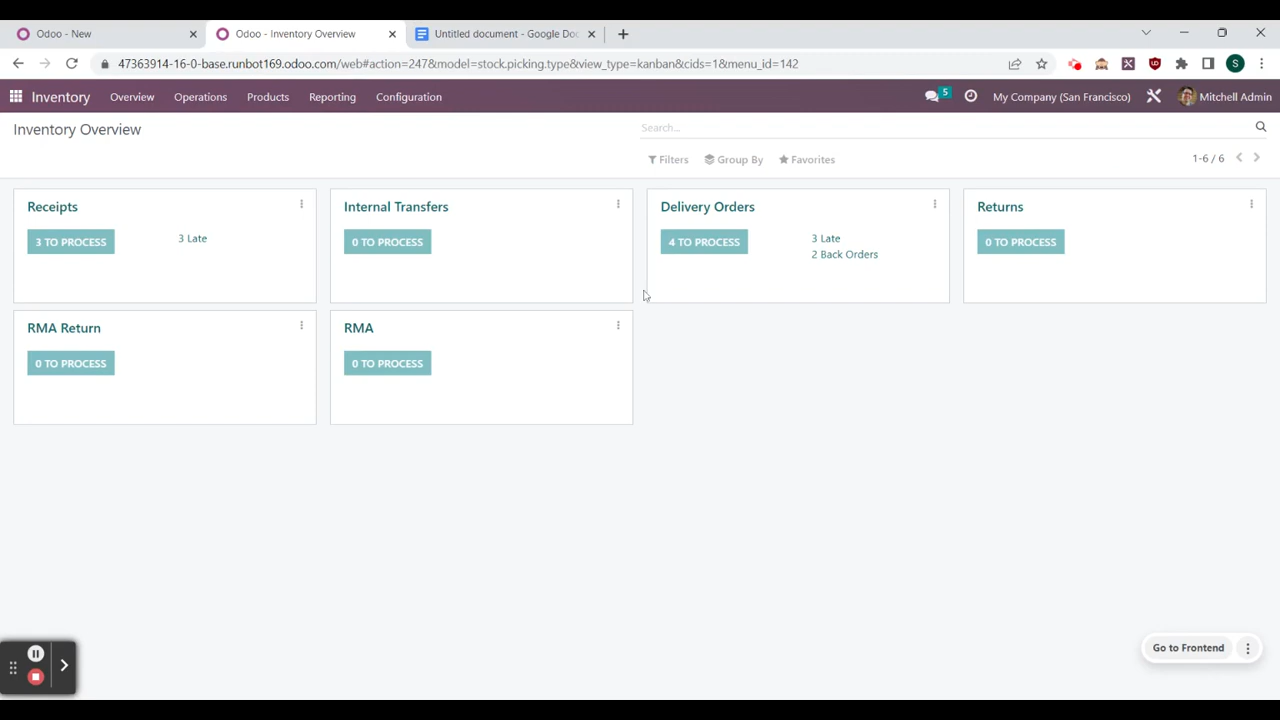 Odoo - New
Odoo - Inventory Overview
Untitled document - Google Doc
47363914-16-0-base.runbot169.odoo.com/web#action=247&model=stock.picking.type&view_type=kanban&cids=1&menu_id=142
S
Inventory Overview Operations Products Reporting Configuration
5
My Company (San Francisco)
Mitchell Admin
Inventory Overview
Search...
Filters Group By Favorites
1-6 / 6
Receipts
3 TO PROCESS
3 Late
Internal Transfers
0 TO PROCESS
Delivery Orders
4 TO PROCESS
3 Late
2 Back Orders
Returns
0 TO PROCESS
RMA Return
0 TO PROCESS
RMA
0 TO PROCESS
Go to Frontend